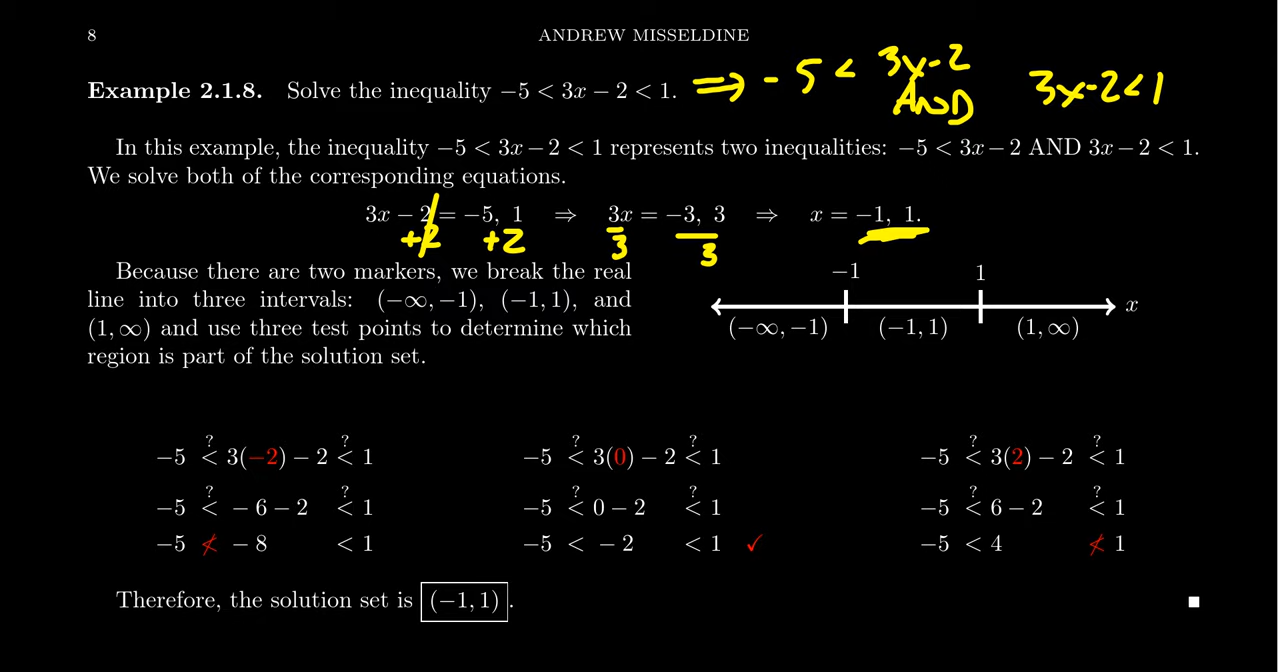 8 ANDREW MISSELDINE
Example 2.1.8. Solve the inequality −5 < 3x − 2 < 1. ⟹ -5 < 3x-2 AND 3x-2<1
In this example, the inequality −5 < 3x − 2 < 1 represents two inequalities: −5 < 3x − 2 AND 3x − 2 < 1.
We solve both of the corresponding equations.
3x − 2 = −5, 1 ⇒ 3x = −3, 3 ⇒ x = −1, 1.
+2 +2 3 3
Because there are two markers, we break the real
line into three intervals: (−∞, −1), (−1, 1), and
(1, ∞) and use three test points to determine which
region is part of the solution set.
−1 1
x
(−∞, −1) (−1, 1) (1, ∞)
−5 <? 3(−2) − 2 <? 1
−5 <? − 6 − 2 <? 1
−5 ≮ − 8 < 1
−5 <? 3(0) − 2 <? 1
−5 <? 0 − 2 <? 1
−5 < − 2 < 1 ✓
−5 <? 3(2) − 2 <? 1
−5 <? 6 − 2 <? 1
−5 < 4 ≮ 1
Therefore, the solution set is (−1, 1).